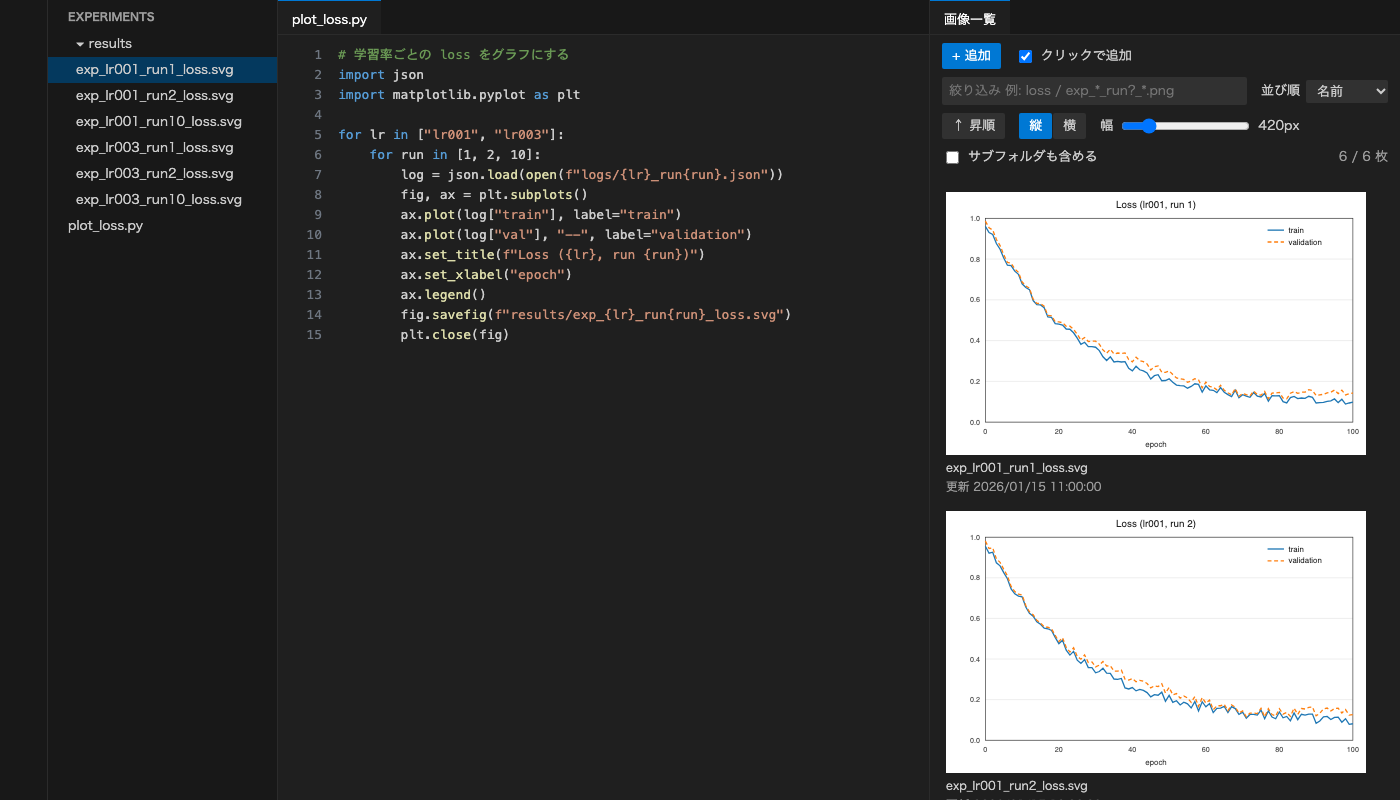 EXPERIMENTS
results
exp_lr001_run1_loss.svg
exp_lr001_run2_loss.svg
exp_lr001_run10_loss.svg
exp_lr003_run1_loss.svg
exp_lr003_run2_loss.svg
exp_lr003_run10_loss.svg
plot_loss.py
plot_loss.py
1 # 学習率ごとの loss をグラフにする
2 import json
3 import matplotlib.pyplot as plt
4
5 for lr in ["lr001", "lr003"]:
6     for run in [1, 2, 10]:
7         log = json.load(open(f"logs/{lr}_run{run}.json"))
8         fig, ax = plt.subplots()
9         ax.plot(log["train"], label="train")
10         ax.plot(log["val"], "--", label="validation")
11         ax.set_title(f"Loss ({lr}, run {run})")
12         ax.set_xlabel("epoch")
13         ax.legend()
14         fig.savefig(f"results/exp_{lr}_run{run}_loss.svg")
15         plt.close(fig)
画像一覧
+ 追加 クリックで追加
絞り込み 例: loss / exp_*_run?_*.png 並び順 名前
↑ 昇順 縦 横 幅 420px
サブフォルダも含める 6 / 6 枚
Loss (lr001, run 1)
1.0
0.8
0.6
0.4
0.2
0.0
train
validation
0 20 40 60 80 100
epoch
exp_lr001_run1_loss.svg
更新 2026/01/15 11:00:00
Loss (lr001, run 2)
1.0
0.8
0.6
0.4
0.2
0.0
train
validation
0 20 40 60 80 100
epoch
exp_lr001_run2_loss.svg